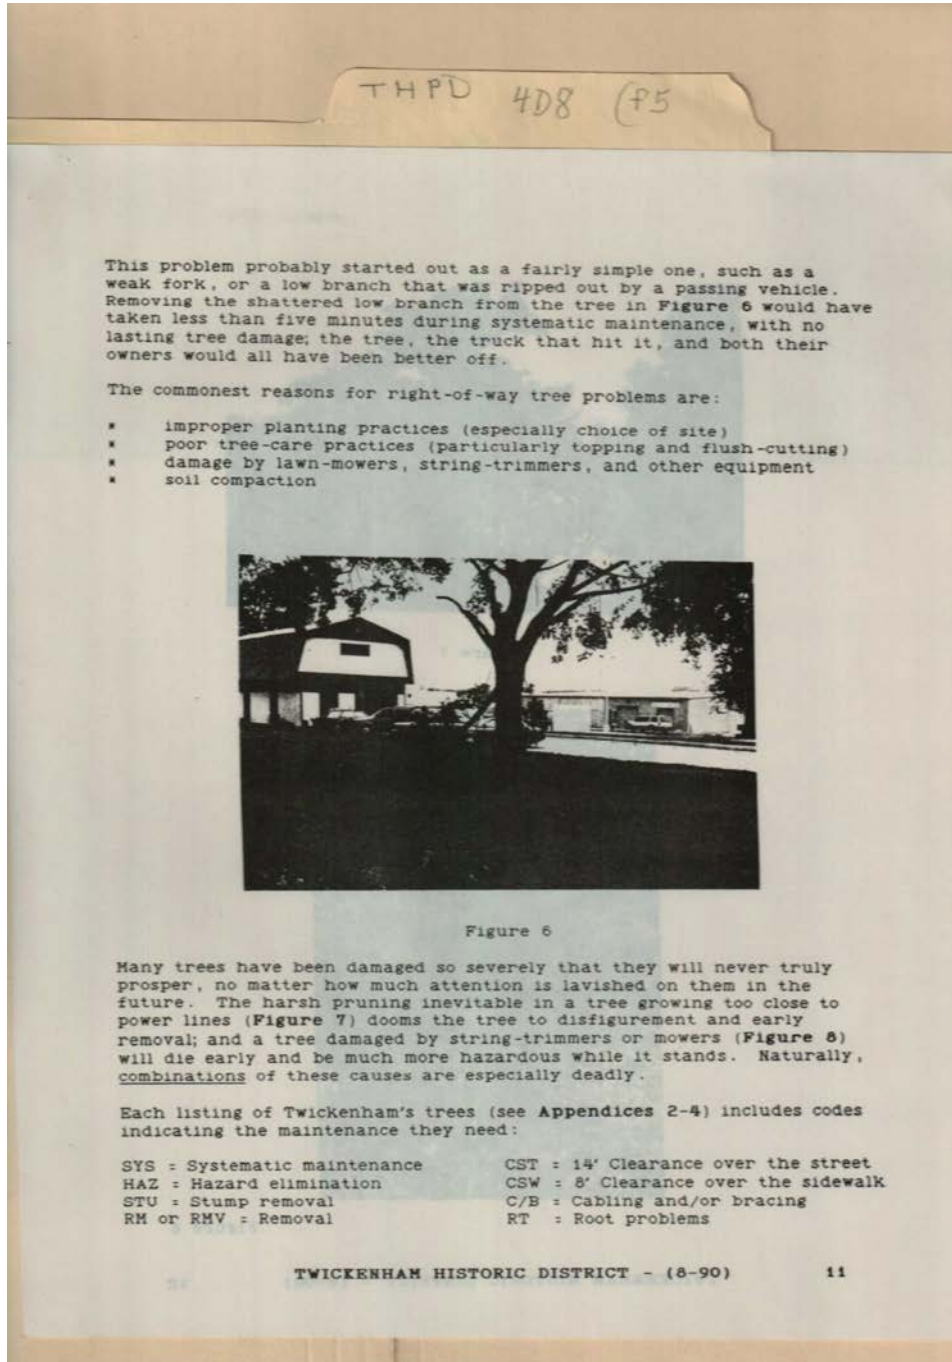 THPD 4D8 (f5
This problem probably started out as a fairly simple one, such as a
weak fork, or a low branch that was ripped out by a passing vehicle.
Removing the shattered low branch from the tree in Figure 6 would have
taken less than five minutes during systematic maintenance, with no
lasting tree damage; the tree, the truck that hit it, and both their
owners would all have been better off.
The commonest reasons for right-of-way tree problems are:
* improper planting practices (especially choice of site)
* poor tree-care practices (particularly topping and flush-cutting)
* damage by lawn-mowers, string-trimmers, and other equipment
* soil compaction
Figure 6
Many trees have been damaged so severely that they will never truly
prosper, no matter how much attention is lavished on them in the
future. The harsh pruning inevitable in a tree growing too close to
power lines (Figure 7) dooms the tree to disfigurement and early
removal; and a tree damaged by string-trimmers or mowers (Figure 8)
will die early and be much more hazardous while it stands. Naturally,
combinations of these causes are especially deadly.
Each listing of Twickenham's trees (see Appendices 2-4) includes codes
indicating the maintenance they need:
SYS = Systematic maintenance CST = 14' Clearance over the street
HAZ = Hazard elimination CSW = 8' Clearance over the sidewalk
STU = Stump removal C/B = Cabling and/or bracing
RM or RMV = Removal RT = Root problems
TWICKENHAM HISTORIC DISTRICT - (8-90) 11